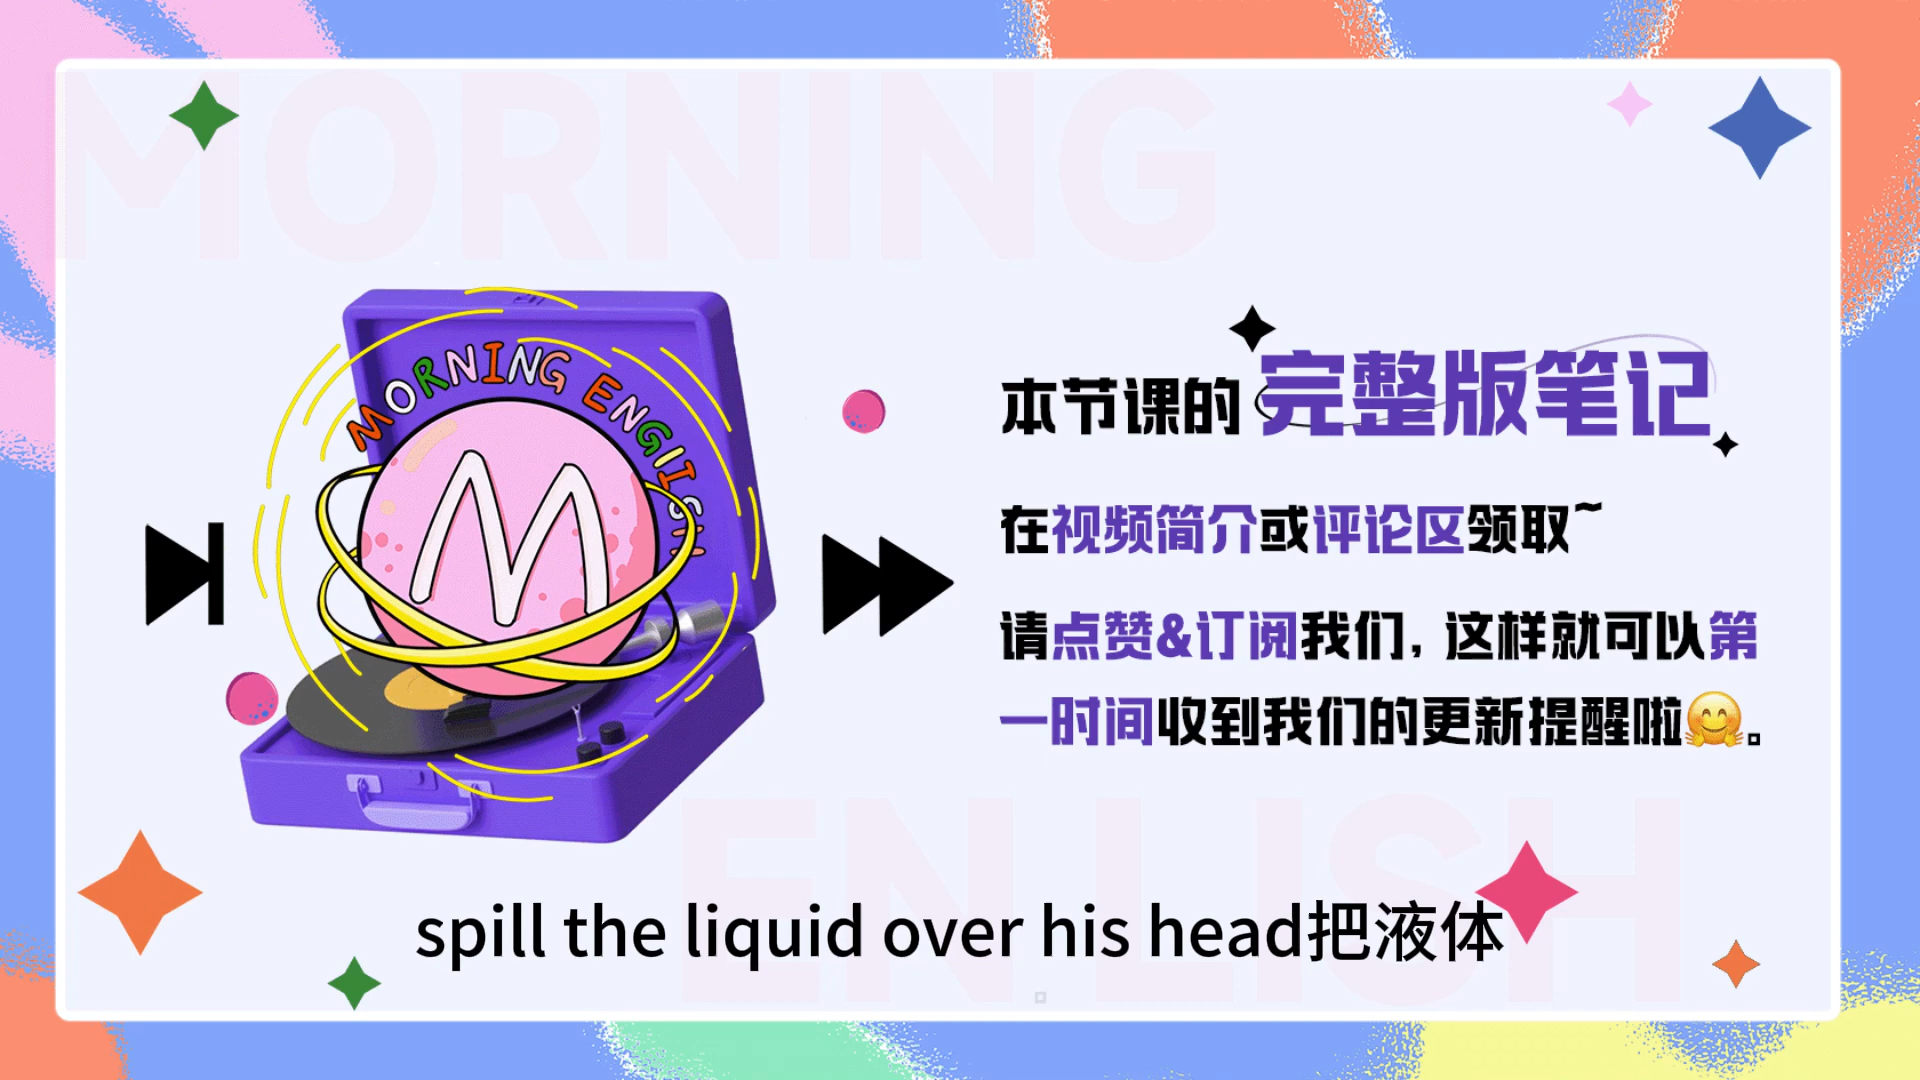 MORNING
MORNING ENGlISH
M
本节课的完整版笔记
在视频简介或评论区领取~
请点赞&订阅我们，这样就可以第
一时间收到我们的更新提醒啦🤗。
EN LISH
spill the liquid over his head把液体